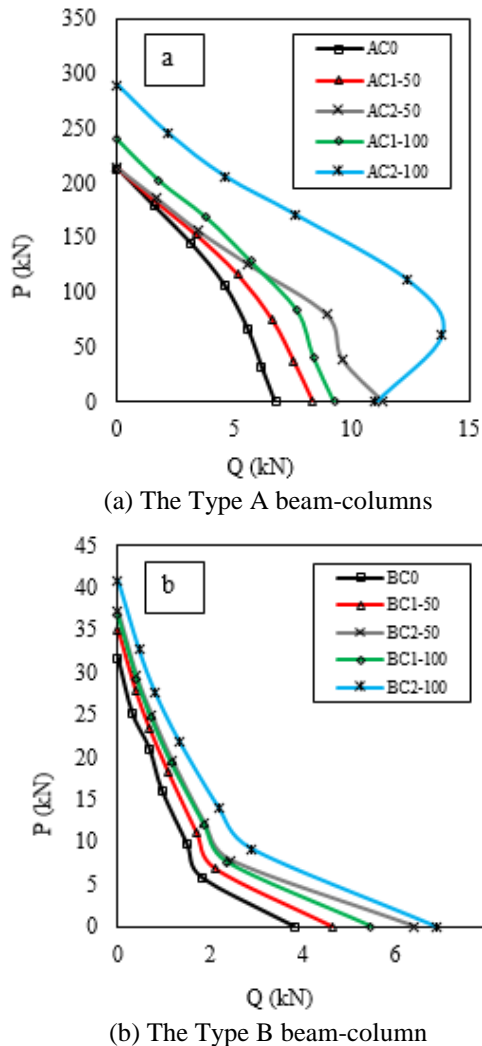 350
300
250
200
150
100
50
0
P (kN)
a
AC0
AC1-50
AC2-50
AC1-100
AC2-100
0 5 10 15
Q (kN)
(a) The Type A beam-columns
45
40
35
30
25
20
15
10
5
0
P (kN)
b
BC0
BC1-50
BC2-50
BC1-100
BC2-100
0 2 4 6
Q (kN)
(b) The Type B beam-column